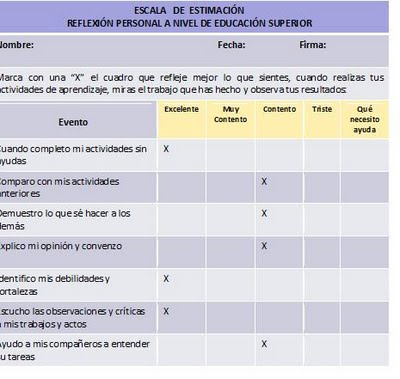 ESCALA DE ESTIMACIÓN
REFLEXIÓN PERSONAL A NIVEL DE EDUCACIÓN SUPERIOR
Nombre: Fecha: Firma:
Marca con una “X” el cuadro que refleje mejor lo que sientes, cuando realizas tus
actividades de aprendizaje, miras el trabajo que has hecho y observa tus resultados:
Evento
Excelente
Muy
Contento
Contento
Triste
Qué
necesito
ayuda
Cuando completo mi actividades sin
ayudas
X
Comparo con mis actividades
anteriores
X
Demuestro lo que sé hacer a los
demás
X
Explico mi opinión y convenzo
X
Identifico mis debilidades y
fortalezas
X
Escucho las observaciones y críticas
a mis trabajos y actos
X
Ayudo a mis compañeros a entender
su tareas
X